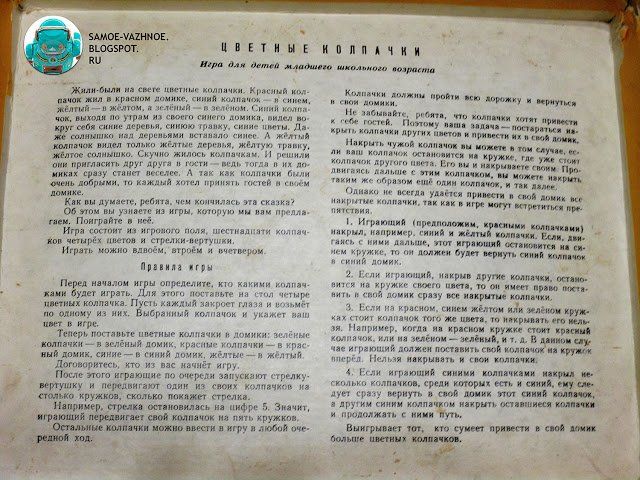 SAMOE-VAZHNOE.
BLOGSPOT.
RU
ЦВЕТНЫЕ КОЛПАЧКИ
Игра для детей младшего школьного возраста
Жили-были на свете цветные колпачки. Красный кол-
пачок жил в красном домике, синий колпачок — в синем,
жёлтый — в жёлтом, а зелёный — в зелёном. Синий колпа-
чок, выходя по утрам из своего синего домика, видел во-
круг себя синие деревья, синюю травку, синие цветы. Да-
же солнышко над деревьями вставало синее. А жёлтый
колпачок видел только жёлтые деревья, жёлтую травку,
жёлтое солнышко. Скучно жилось колпачкам. И решили
они пригласить друг друга в гости — ведь тогда в их до-
миках сразу станет веселее. А так как колпачки были
очень добрыми, то каждый хотел принять гостей в своём
домике.
Как вы думаете, ребята, чем кончилась эта сказка?
Об этом вы узнаете из игры, которую мы вам предла-
гаем. Поиграйте в неё.
Игра состоит из игрового поля, шестнадцати колпач-
ков четырёх цветов и стрелки-вертушки.
Играть можно вдвоём, втроём и вчетвером.
Правила игры
Перед началом игры определите, кто какими колпач-
ками будет играть. Для этого поставьте на стол четыре
цветных колпачка. Пусть каждый закроет глаза и возьмёт
по одному из них. Выбранный колпачок и укажет ваш
цвет в игре.
Теперь поставьте цветные колпачки в домики: зелёные
колпачки — в зелёный домик, красные колпачки — в крас-
ный домик, синие — в синий домик, жёлтые — в жёлтый.
Договоритесь, кто из вас начнёт игру.
После этого играющие по очереди запускают стрелку-
вертушку и передвигают один из своих колпачков на
столько кружков, сколько покажет стрелка.
Например, стрелка остановилась на цифре 5. Значит,
играющий передвигает свой колпачок на пять кружков.
Остальные колпачки можно ввести в игру в любой оче-
редной ход.
Колпачки должны пройти всю дорожку и вернуться
в свои домики.
Не забывайте, ребята, что колпачки хотят привести
к себе гостей. Поэтому ваша задача — постараться на-
крыть колпачки других цветов и привести их в свой домик.
Накрыть чужой колпачок вы можете в том случае, ес-
ли ваш колпачок остановится на кружке, где уже стоит
колпачок другого цвета. Его вы и накрываете своим. Про-
двигаясь дальше с этим колпачком, вы можете накрыть
таким же образом ещё один колпачок, и так далее.
Однако не всегда удаётся привести в свой домик все
накрытые колпачки, так как в игре могут встретиться пре-
пятствия.
1. Играющий (предположим, красными колпачками)
накрыл, например, синий и жёлтый колпачки. Если, дви-
гаясь с ними дальше, этот играющий остановится на си-
нем кружке, то он должен будет вернуть синий колпачок
в синий домик.
2. Если играющий, накрыв другие колпачки, остано-
вится на кружке своего цвета, то он имеет право поста-
вить в свой домик сразу все накрытые колпачки.
3. Если на красном, синем жёлтом или зелёном круж-
ках стоит колпачок того же цвета, то некрывать его нель-
зя. Например, когда на красном кружке стоит красный
колпачок, или на зелёном — зелёный, и т. д. В данном слу-
чае играющий должен поставить свой колпачок на кружок
вперёд. Нельзя накрывать и свои колпачки.
4. Если играющий синими колпачками накрыл не-
сколько колпачков, среди которых есть и синий, ему сле-
дует сразу вернуть в свой домик этот синий колпачок, а
другим синим колпачком накрыть оставшиеся колпачки
и продолжать с ними путь.
Выигрывает тот, кто сумеет привести в свой домик
больше цветных колпачков.